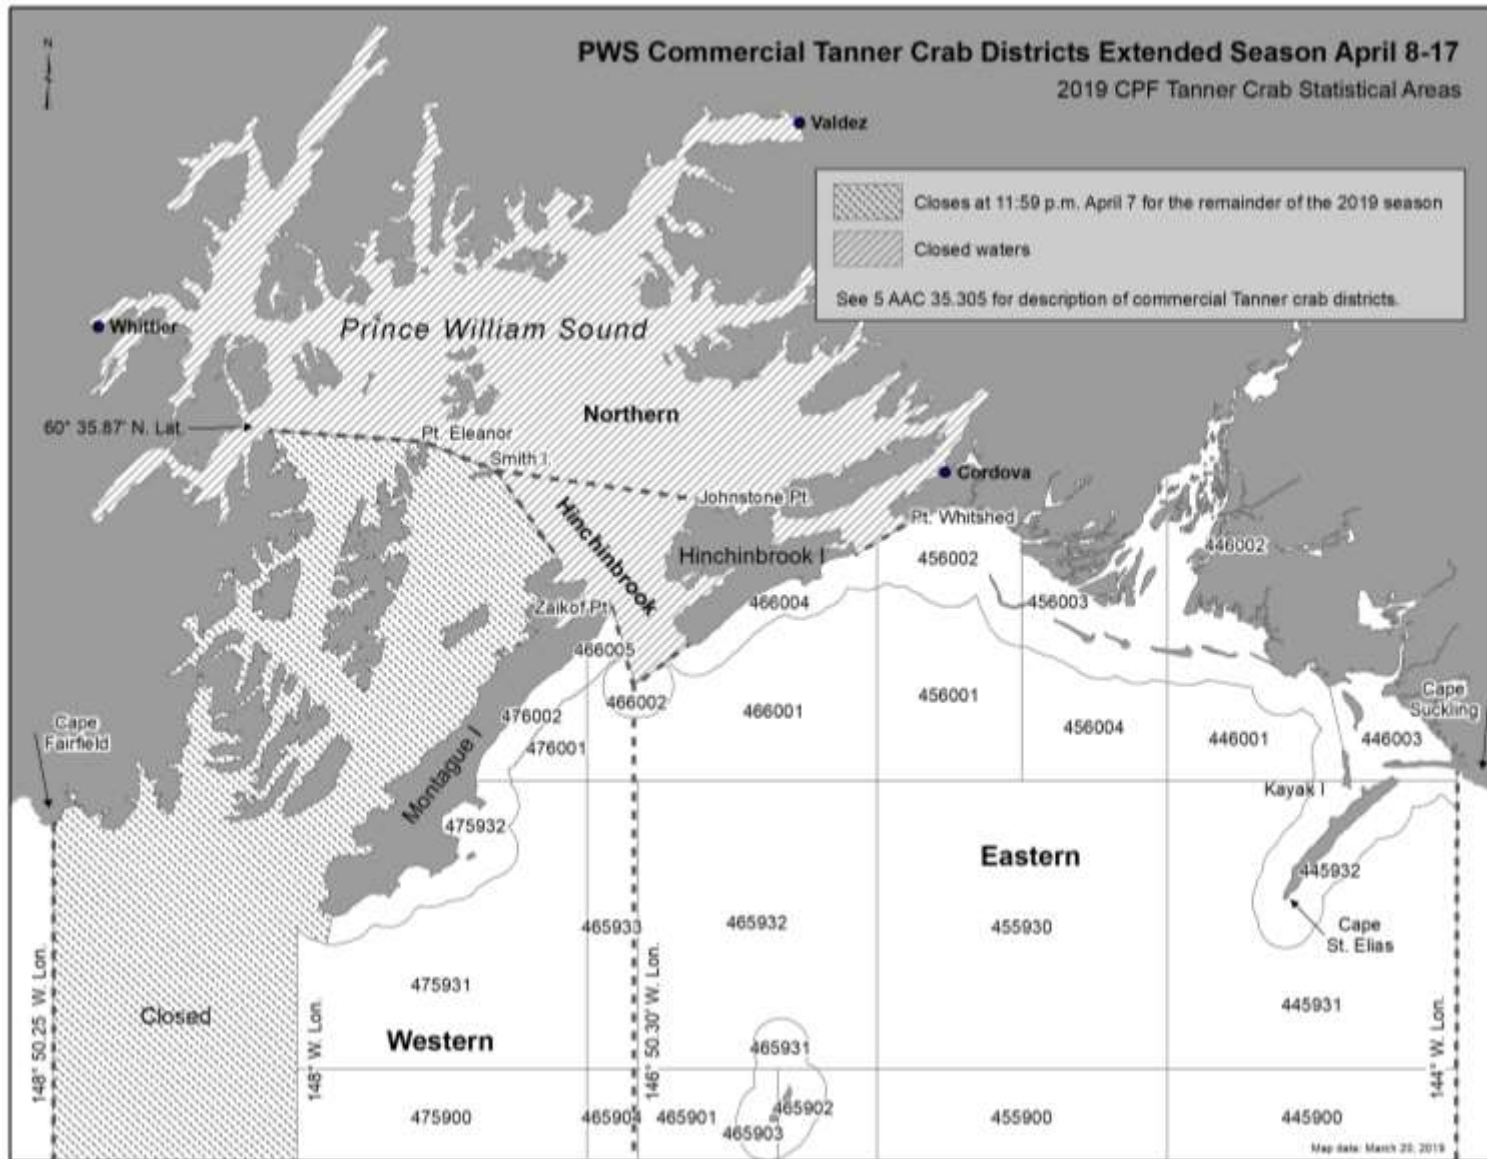 N
PWS Commercial Tanner Crab Districts Extended Season April 8-17
2019 CPF Tanner Crab Statistical Areas
Valdez
Closes at 11:59 p.m. April 7 for the remainder of the 2019 season
Closed waters
See 5 AAC 35.305 for description of commercial Tanner crab districts.
Whittier
Prince William Sound
Northern
60° 35.87' N. Lat.
Pt. Eleanor
Smith I.
Cordova
Johnstone Pt.
Pt. Whitshed
Hinchinbrook
Hinchinbrook I
446002
456002
Zaikof Pt.
466004
456003
466005
466002
466001
456001
Cape
Suckling
476002
456004
446001
446003
Cape
Fairfield
476001
Montague I
Kayak I
475932
Eastern
445932
465933
465932
455930
Cape
St. Elias
475931
445931
Closed
Western
465931
148° 50.25' W. Lon.
148° W. Lon.
146° 50.30' W. Lon.
144° W. Lon.
475900
465904
465901
465902
465903
455900
445900
Map date: March 20, 2019